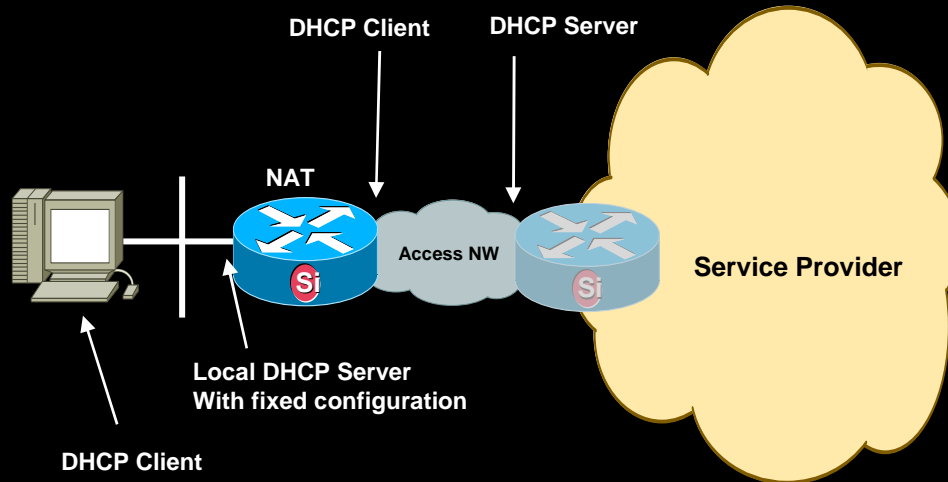 DHCP Client
DHCP Server
NAT
Access NW
Service Provider
Si
Si
Local DHCP Server
With fixed configuration
DHCP Client